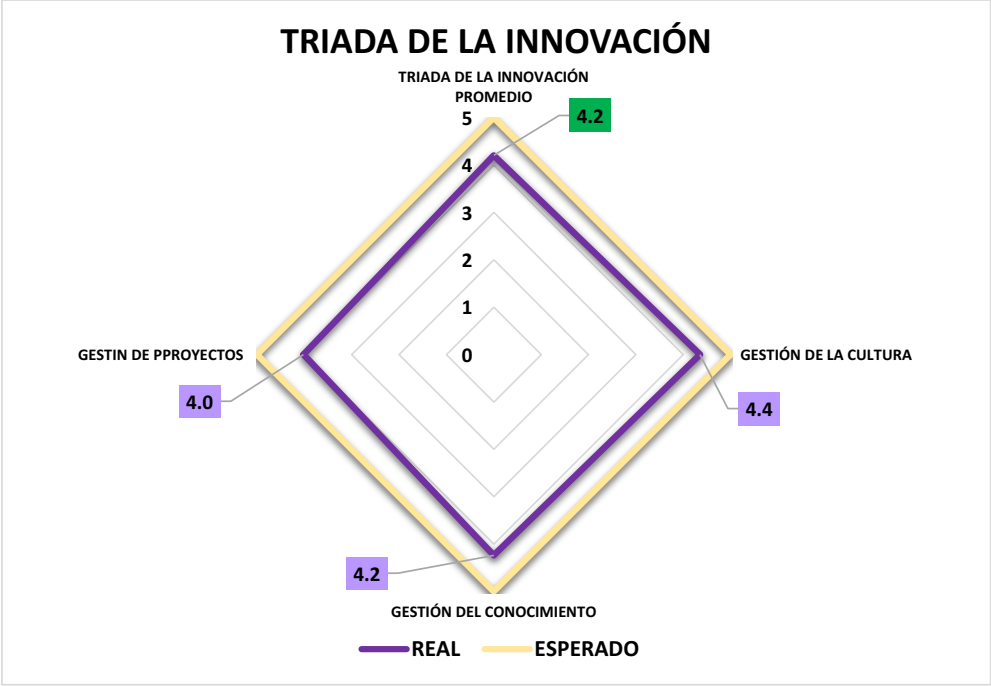 TRIADA DE LA INNOVACIÓN
TRIADA DE LA INNOVACIÓN
PROMEDIO
5
4.2
4
3
2
1
GESTIN DE PPROYECTOS
0
GESTIÓN DE LA CULTURA
4.0
4.4
4.2
GESTIÓN DEL CONOCIMIENTO
REAL
ESPERADO